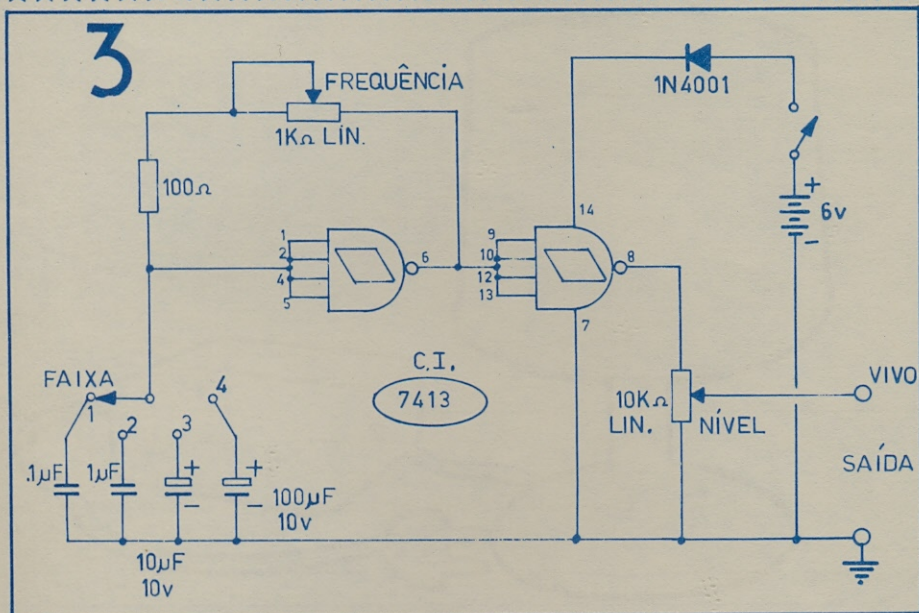 3
FREQUÊNCIA
1KΩ LÍN.
1N4001
100Ω
+
6v
-
14
1
2
4
5
6
9
10
12
13
8
7
C.I.
7413
FAIXA
1
2
3
4
.1µF
1µF
+
-
10µF
10v
+
-
100µF
10v
10KΩ
LIN.
NÍVEL
VIVO
SAÍDA